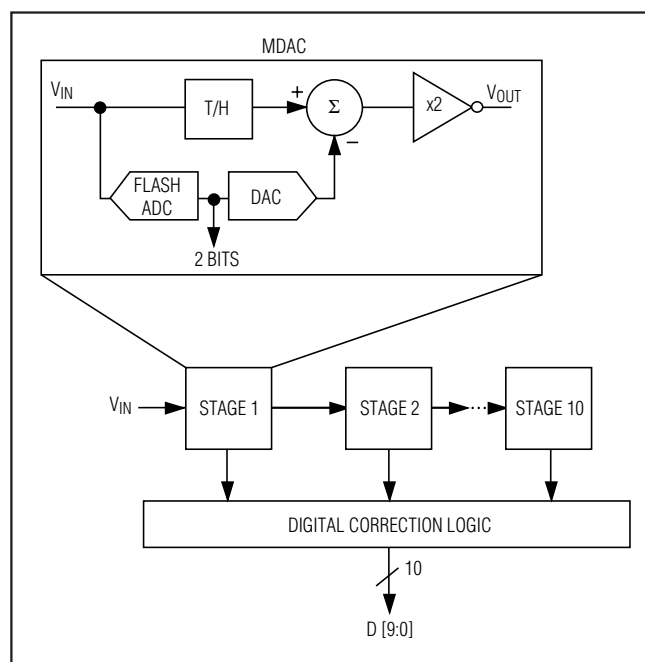 MDAC
VIN
T/H
+
Σ
−
x2
VOUT
FLASH
ADC
DAC
2 BITS
VIN
STAGE 1
STAGE 2
...
STAGE 10
DIGITAL CORRECTION LOGIC
10
D [9:0]